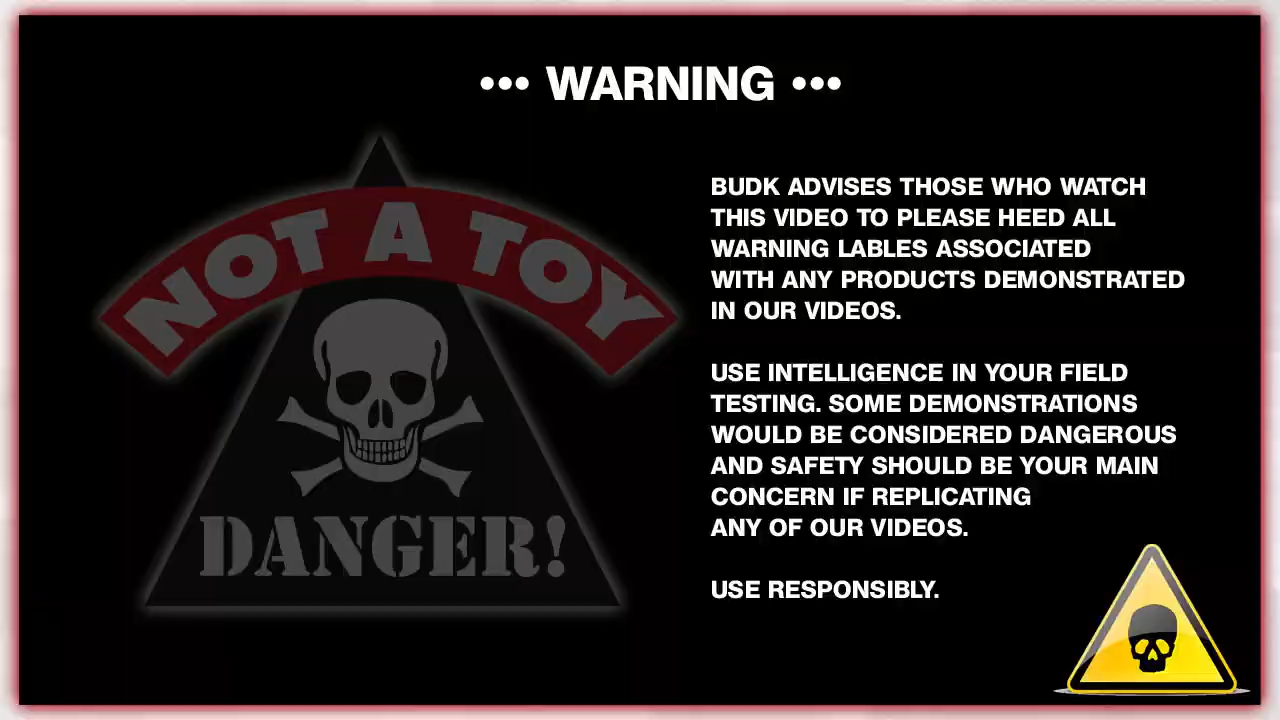 ••• WARNING •••
NOT A TOY
DANGER!
BUDK ADVISES THOSE WHO WATCH
THIS VIDEO TO PLEASE HEED ALL
WARNING LABLES ASSOCIATED
WITH ANY PRODUCTS DEMONSTRATED
IN OUR VIDEOS.
USE INTELLIGENCE IN YOUR FIELD
TESTING. SOME DEMONSTRATIONS
WOULD BE CONSIDERED DANGEROUS
AND SAFETY SHOULD BE YOUR MAIN
CONCERN IF REPLICATING
ANY OF OUR VIDEOS.
USE RESPONSIBLY.